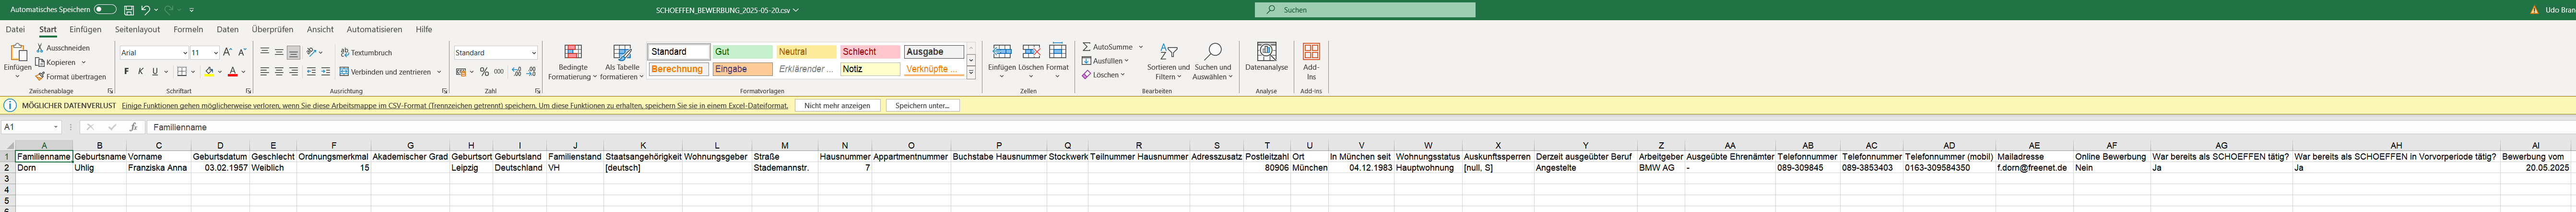 Automatisches Speichern
SCHOEFFEN_BEWERBUNG_2025-05-20.csv
Suchen
Udo Bran
Datei Start Einfügen Seitenlayout Formeln Daten Überprüfen Ansicht Automatisieren Hilfe
Einfügen
Ausschneiden
Kopieren
Format übertragen
Zwischenablage
Arial 11
F K U
Schriftart
Textumbruch
Verbinden und zentrieren
Ausrichtung
Standard
% 000
Zahl
Bedingte Formatierung
Als Tabelle formatieren
Standard Gut Neutral Schlecht Ausgabe
Berechnung Eingabe Erklärender ... Notiz Verknüpfte ...
Formatvorlagen
Einfügen Löschen Format
Zellen
AutoSumme
Ausfüllen
Löschen
Sortieren und Filtern
Suchen und Auswählen
Bearbeiten
Datenanalyse
Analyse
Add-Ins
Add-Ins
MÖGLICHER DATENVERLUST Einige Funktionen gehen möglicherweise verloren, wenn Sie diese Arbeitsmappe im CSV-Format (Trennzeichen getrennt) speichern. Um diese Funktionen zu erhalten, speichern Sie sie in einem Excel-Dateiformat. Nicht mehr anzeigen Speichern unter...
A1 fx Familienname
A B C D E F G H I J K L M N O P Q R S T U V W X Y Z AA AB AC AD AE AF AG AH AI
1 Familienname Geburtsname Vorname Geburtsdatum Geschlecht Ordnungsmerkmal Akademischer Grad Geburtsort Geburtsland Familienstand Staatsangehörigkeit Wohnungsgeber Straße Hausnummer Appartmentnummer Buchstabe Hausnummer Stockwerk Teilnummer Hausnummer Adresszusatz Postleitzahl Ort In München seit Wohnungsstatus Auskunftssperren Derzeit ausgeübter Beruf Arbeitgeber Ausgeübte Ehrenämter Telefonnummer Telefonnummer Telefonnummer (mobil) Mailadresse Online Bewerbung War bereits als SCHOEFFEN tätig? War bereits als SCHOEFFEN in Vorvorperiode tätig? Bewerbung vom
2 Dorn Uhlig Franziska Anna 03.02.1957 Weiblich 15 Leipzig Deutschland VH [deutsch] Stademannstr. 7 80906 München 04.12.1983 Hauptwohnung [null, S] Angestelte BMW AG - 089-309845 089-3853403 0163-309584350 f.dorn@freenet.de Nein Ja Ja 20.05.2025
3
4
5